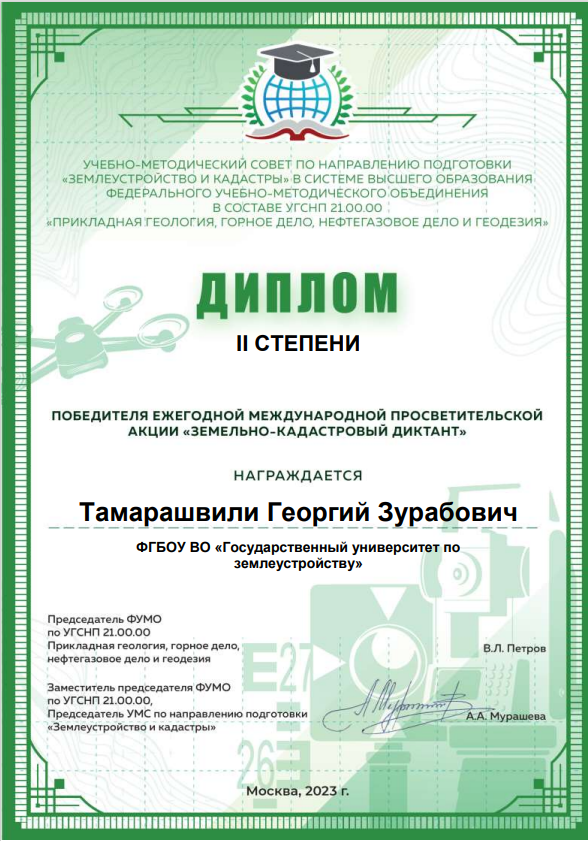 УЧЕБНО-МЕТОДИЧЕСКИЙ СОВЕТ ПО НАПРАВЛЕНИЮ ПОДГОТОВКИ
«ЗЕМЛЕУСТРОЙСТВО И КАДАСТРЫ» В СИСТЕМЕ ВЫСШЕГО ОБРАЗОВАНИЯ
ФЕДЕРАЛЬНОГО УЧЕБНО-МЕТОДИЧЕСКОГО ОБЪЕДИНЕНИЯ
В СОСТАВЕ УГСНП 21.00.00
«ПРИКЛАДНАЯ ГЕОЛОГИЯ, ГОРНОЕ ДЕЛО, НЕФТЕГАЗОВОЕ ДЕЛО И ГЕОДЕЗИЯ»
ДИПЛОМ
II СТЕПЕНИ
ПОБЕДИТЕЛЯ ЕЖЕГОДНОЙ МЕЖДУНАРОДНОЙ ПРОСВЕТИТЕЛЬСКОЙ
АКЦИИ «ЗЕМЕЛЬНО-КАДАСТРОВЫЙ ДИКТАНТ»
НАГРАЖДАЕТСЯ
Тамарашвили Георгий Зурабович
ФГБОУ ВО «Государственный университет по
землеустройству»
Председатель ФУМО
по УГСНП 21.00.00
Прикладная геология, горное дело,
нефтегазовое дело и геодезия
В.Л. Петров
27
Заместитель председателя ФУМО
по УГСНП 21.00.00,
Председатель УМС по направлению подготовки
«Землеустройство и кадастры»
А.А. Мурашева
26
Москва, 2023 г.